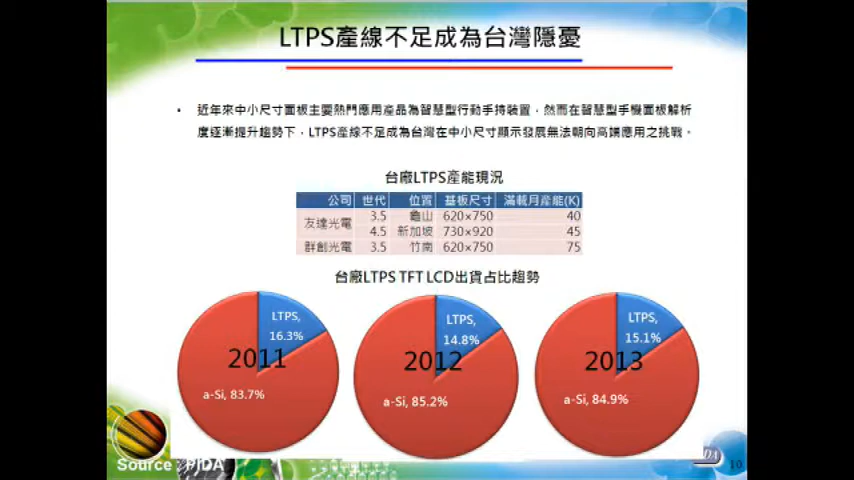 LTPS產線不足成為台灣隱憂
• 近年來中小尺寸面板主要熱門應用產品為智慧型行動手持裝置，然而在智慧型手機面板解析
度逐漸提升趨勢下，LTPS產線不足成為台灣在中小尺寸顯示發展無法朝向高端應用之挑戰。
台廠LTPS產能現況
公司 世代 位置 基板尺寸 滿載月產能(K)
友達光電 3.5 龜山 620×750 40
4.5 新加坡 730×920 45
群創光電 3.5 竹南 620×750 75
台廠LTPS TFT LCD出貨占比趨勢
LTPS, 16.3%
2011
a-Si, 83.7%
LTPS, 14.8%
2012
a-Si, 85.2%
LTPS, 15.1%
2013
a-Si, 84.9%
Source : PIDA
10